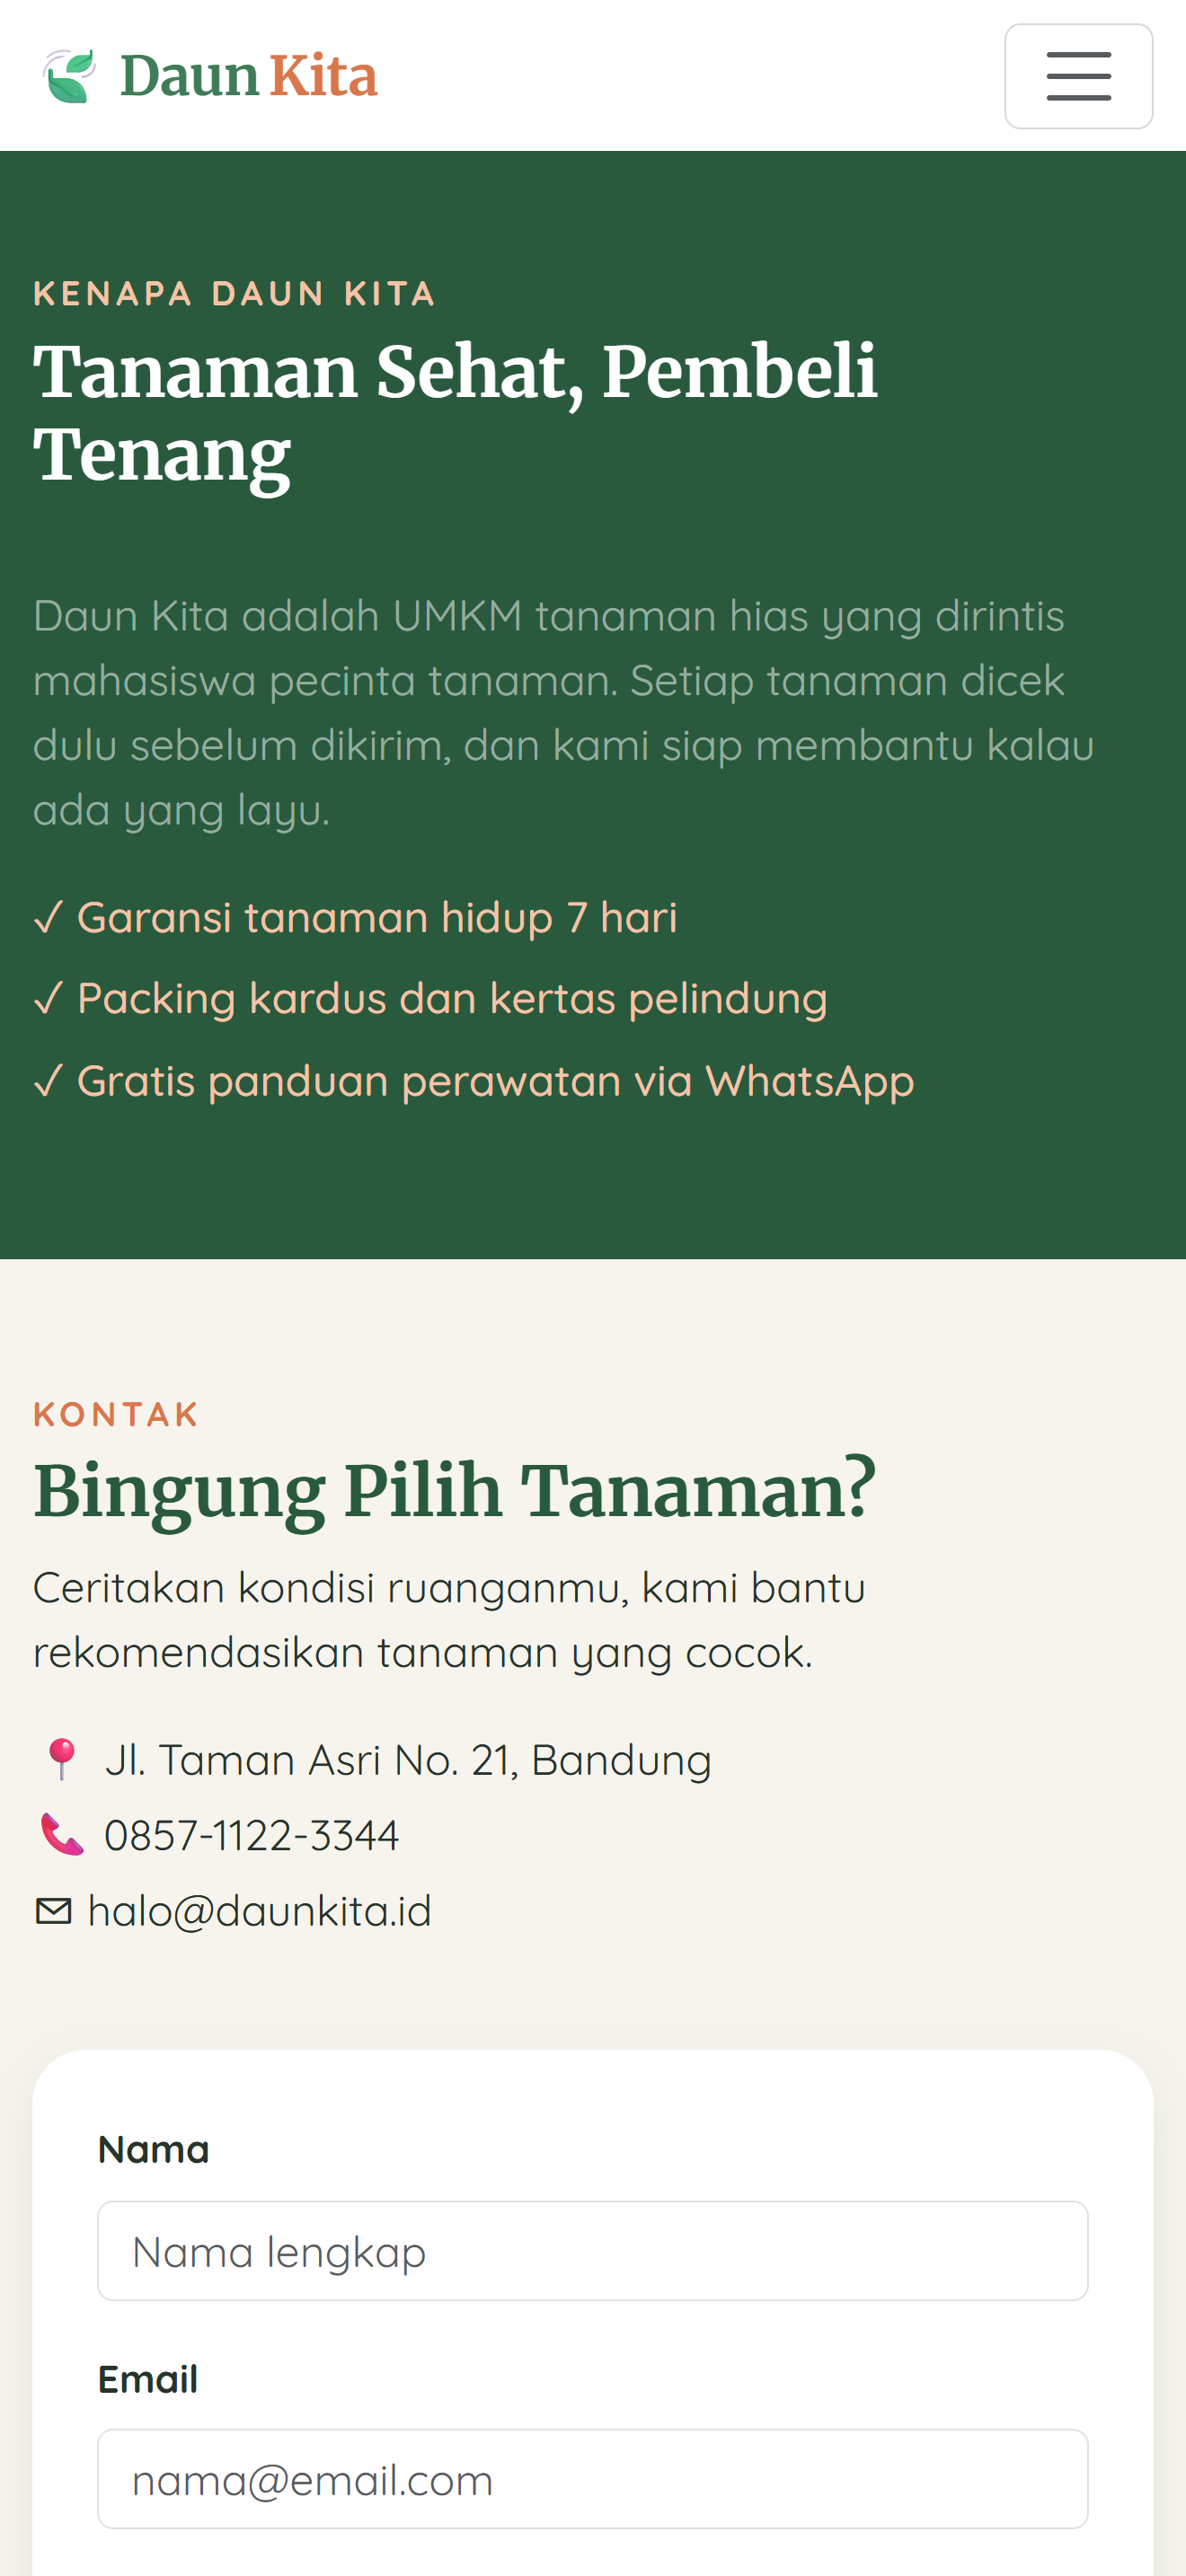 Daun Kita
KENAPA DAUN KITA
Tanaman Sehat, Pembeli
Tenang
Daun Kita adalah UMKM tanaman hias yang dirintis
mahasiswa pecinta tanaman. Setiap tanaman dicek
dulu sebelum dikirim, dan kami siap membantu kalau
ada yang layu.
✓ Garansi tanaman hidup 7 hari
✓ Packing kardus dan kertas pelindung
✓ Gratis panduan perawatan via WhatsApp
KONTAK
Bingung Pilih Tanaman?
Ceritakan kondisi ruanganmu, kami bantu
rekomendasikan tanaman yang cocok.
📍 Jl. Taman Asri No. 21, Bandung
📞 0857-1122-3344
✉ halo@daunkita.id
Nama
Nama lengkap
Email
nama@email.com